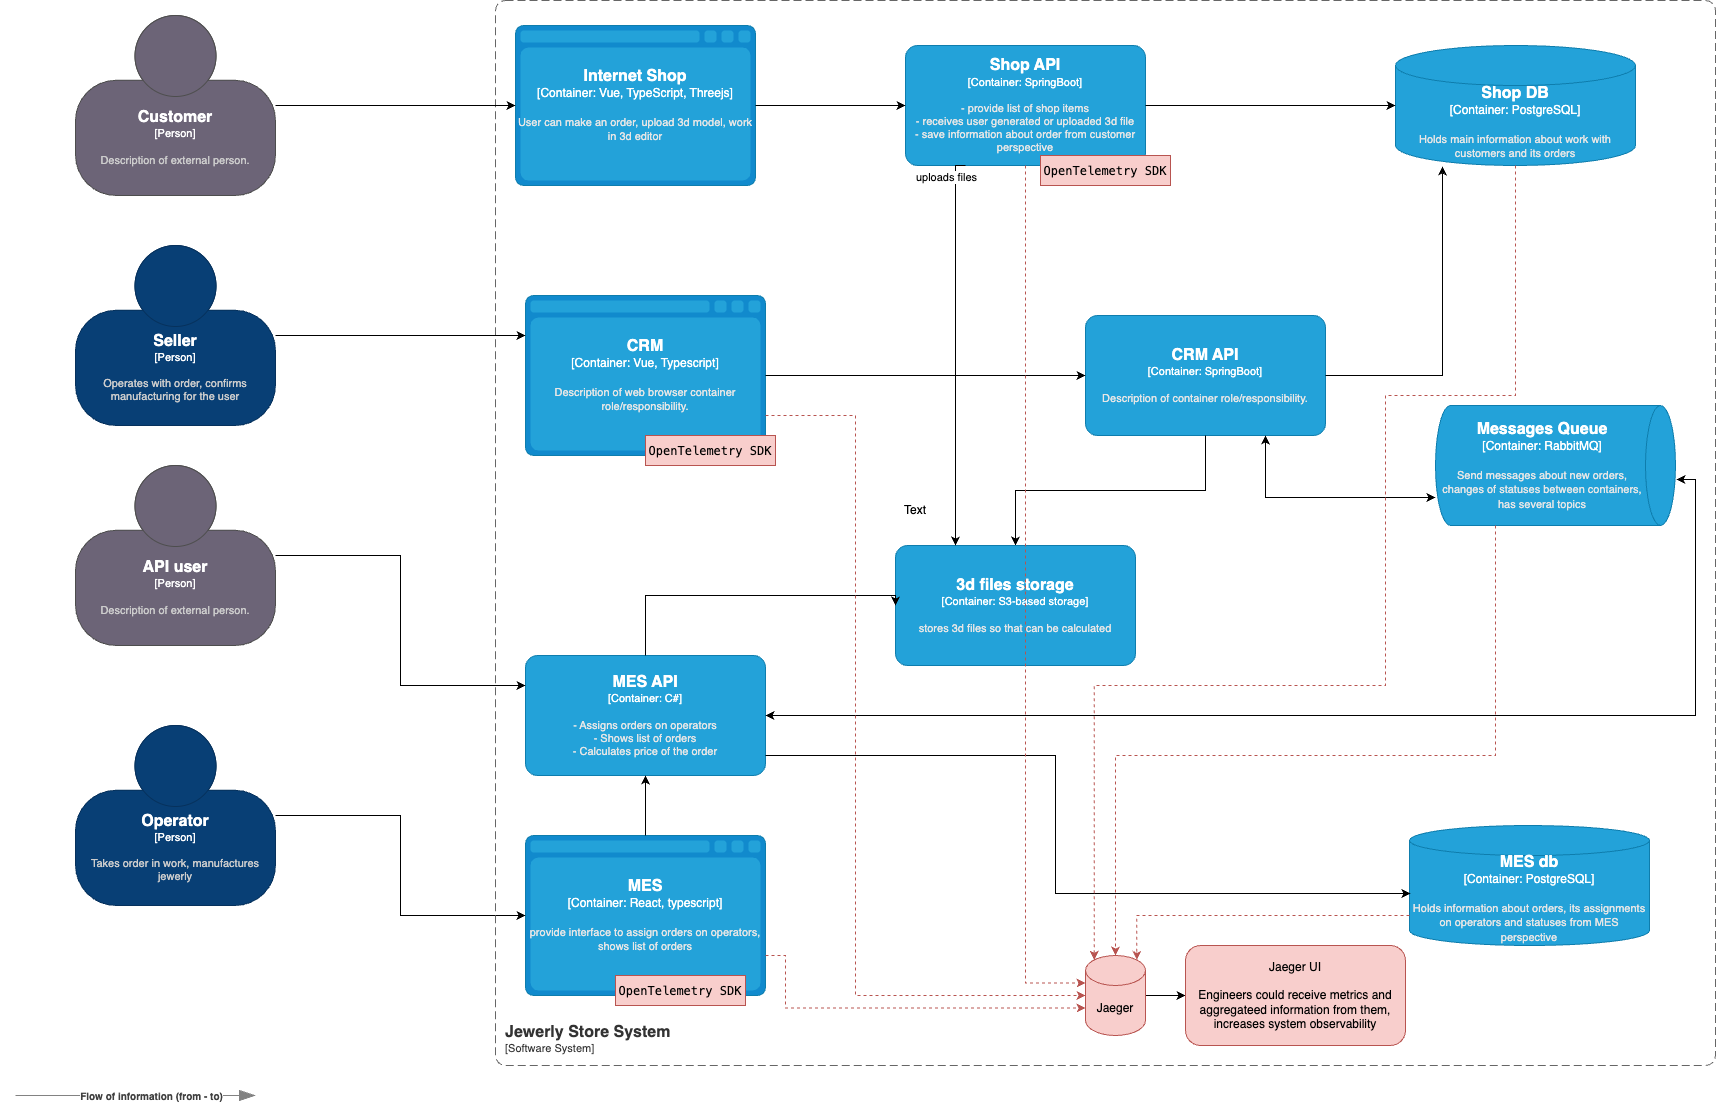 Customer
[Person]
Description of external person.
Internet Shop
[Container: Vue, TypeScript, Threejs]
User can make an order, upload 3d model, work
in 3d editor
Shop API
[Container: SpringBoot]
- provide list of shop items
- receives user generated or uploaded 3d file
- save information about order from customer
perspective
OpenTelemetry SDK
uploads files
Shop DB
[Container: PostgreSQL]
Holds main information about work with
customers and its orders
Seller
[Person]
Operates with order, confirms
manufacturing for the user
CRM
[Container: Vue, Typescript]
Description of web browser container
role/responsibility.
OpenTelemetry SDK
CRM API
[Container: SpringBoot]
Description of container role/responsibility.
Messages Queue
[Container: RabbitMQ]
Send messages about new orders,
changes of statuses between containers,
has several topics
Text
API user
[Person]
Description of external person.
3d files storage
[Container: S3-based storage]
stores 3d files so that can be calculated
MES API
[Container: C#]
- Assigns orders on operators
- Shows list of orders
- Calculates price of the order
Operator
[Person]
Takes order in work, manufactures
jewerly
MES
[Container: React, typescript]
provide interface to assign orders on operators,
shows list of orders
OpenTelemetry SDK
MES db
[Container: PostgreSQL]
Holds information about orders, its assignments
on operators and statuses from MES
perspective
Jaeger
Jaeger UI
Engineers could receive metrics and
aggregateed information from them,
increases system observability
Jewerly Store System
[Software System]
Flow of information (from - to)